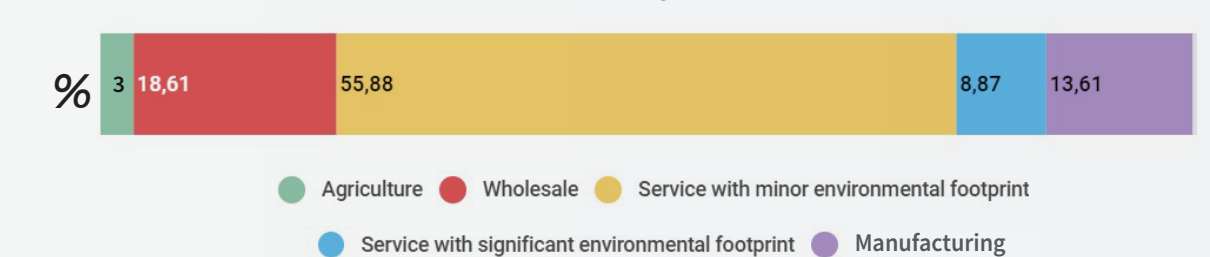 % 3 18,61 55,88 8,87 13,61
Agriculture Wholesale Service with minor environmental footprint
Service with significant environmental footprint Manufacturing